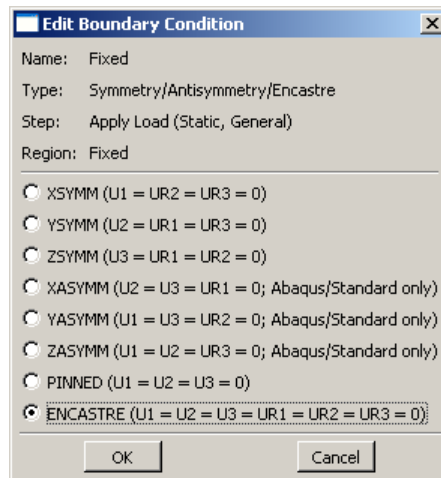 Edit Boundary Condition
Name: Fixed
Type: Symmetry/Antisymmetry/Encastre
Step: Apply Load (Static, General)
Region: Fixed
XSYMM (U1 = UR2 = UR3 = 0)
YSYMM (U2 = UR1 = UR3 = 0)
ZSYMM (U3 = UR1 = UR2 = 0)
XASYMM (U2 = U3 = UR1 = 0; Abaqus/Standard only)
YASYMM (U1 = U3 = UR2 = 0; Abaqus/Standard only)
ZASYMM (U1 = U2 = UR3 = 0; Abaqus/Standard only)
PINNED (U1 = U2 = U3 = 0)
ENCASTRE (U1 = U2 = U3 = UR1 = UR2 = UR3 = 0)
OK Cancel